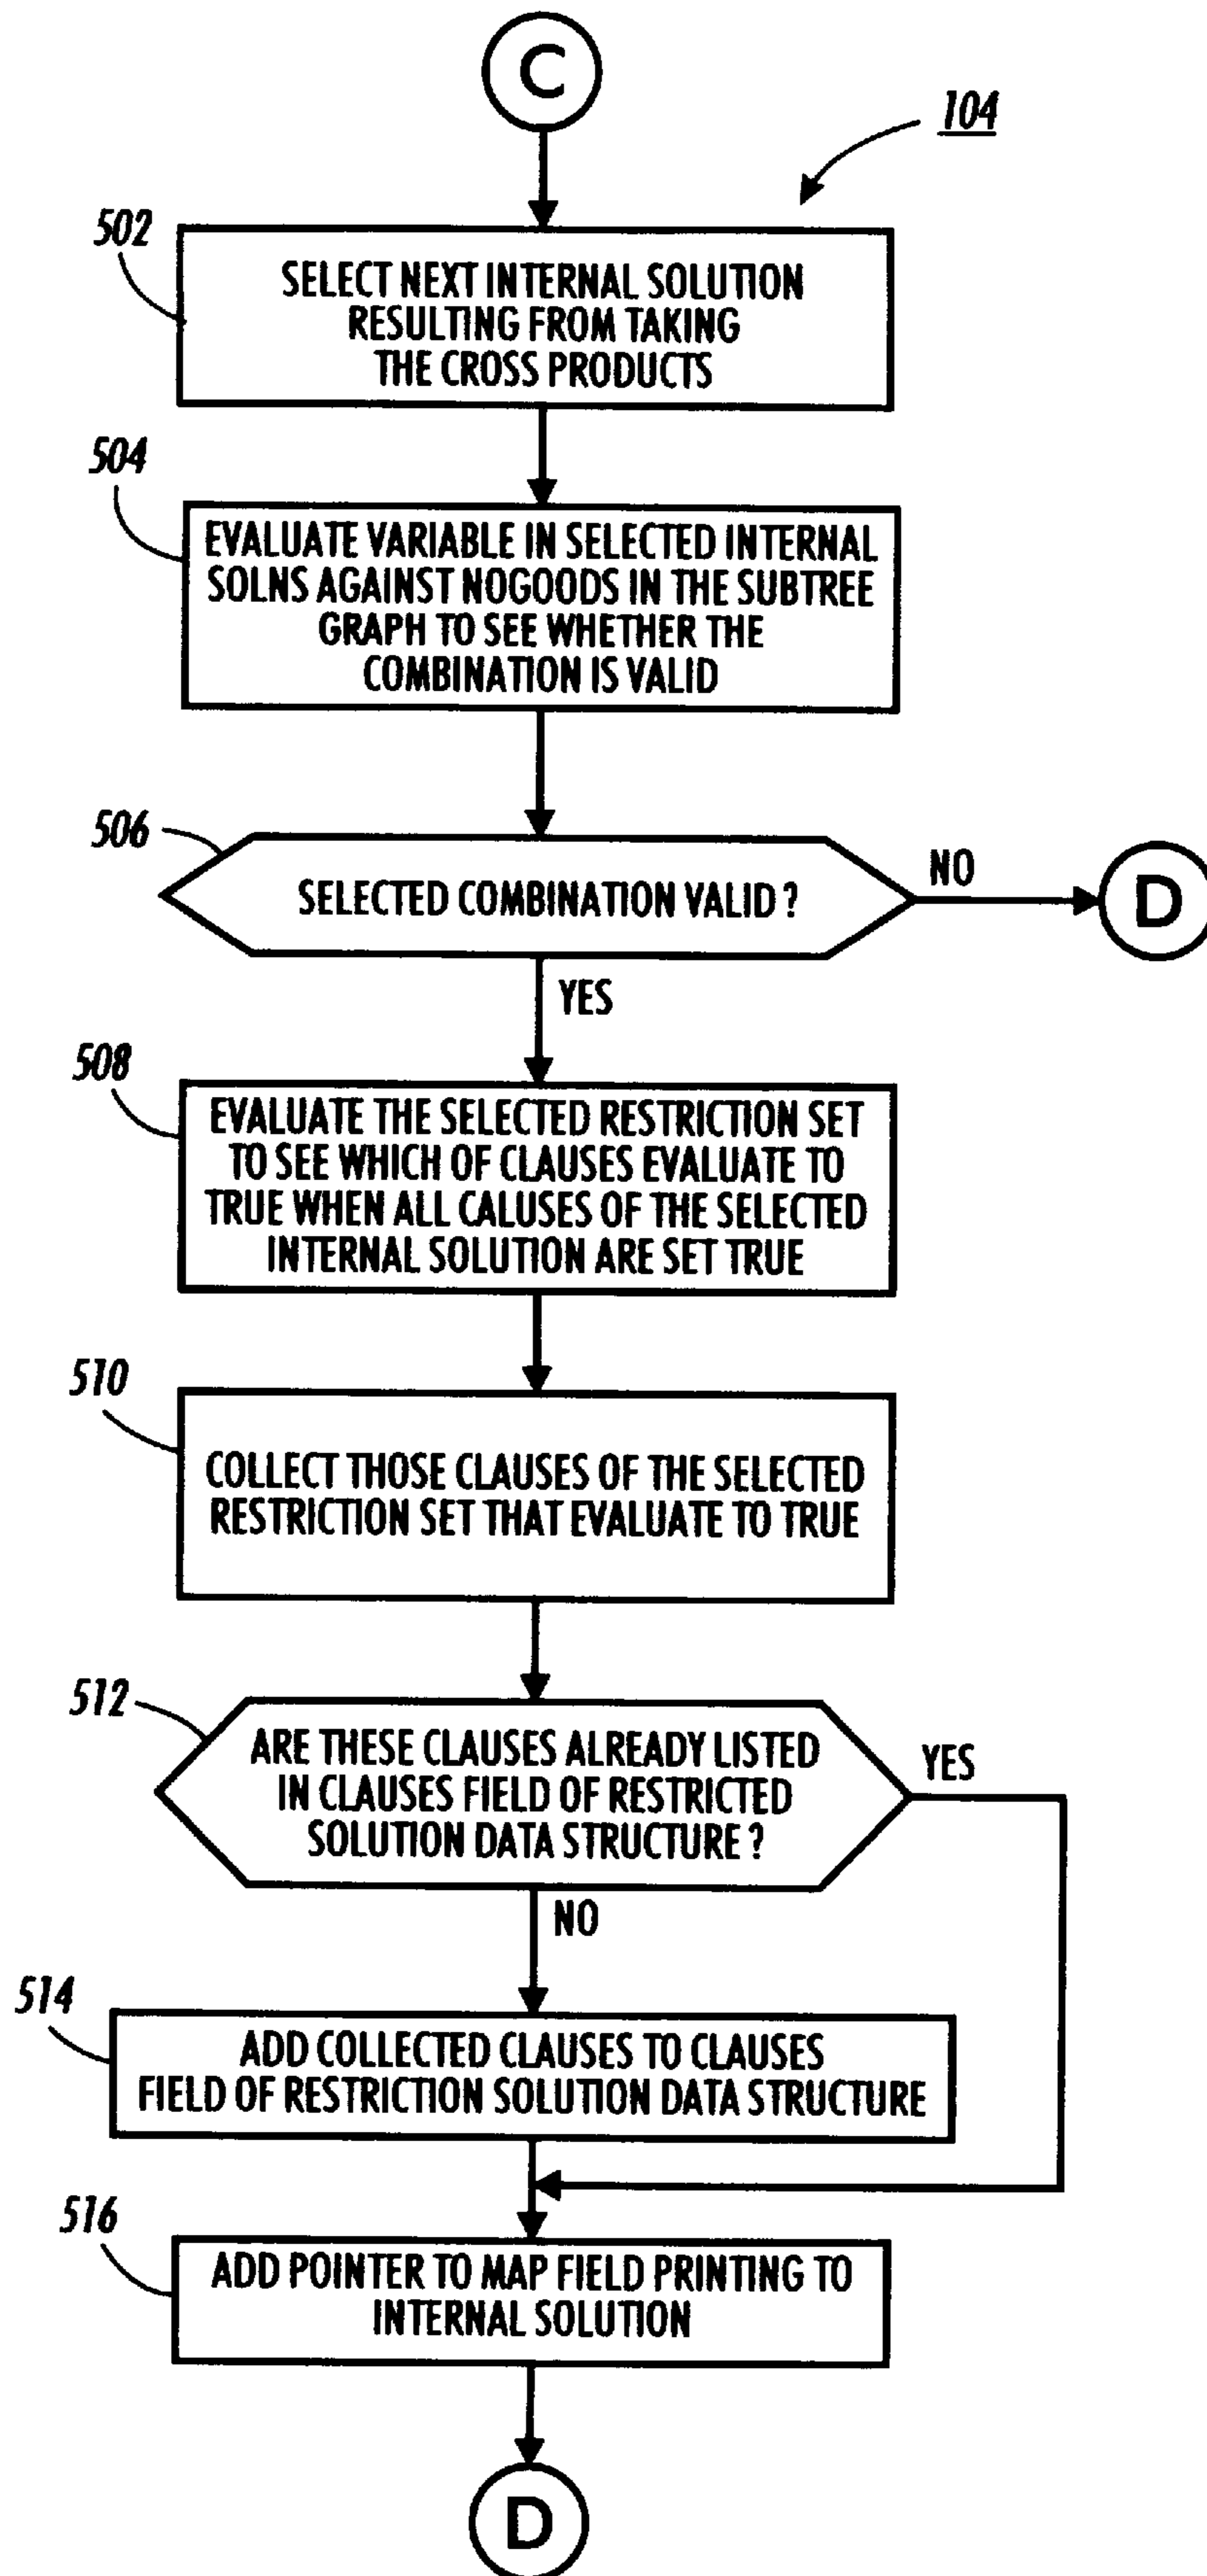 C
104
502
SELECT NEXT INTERNAL SOLUTION
RESULTING FROM TAKING
THE CROSS PRODUCTS
504
EVALUATE VARIABLE IN SELECTED INTERNAL
SOLNS AGAINST NOGOODS IN THE SUBTREE
GRAPH TO SEE WHETHER THE
COMBINATION IS VALID
506
SELECTED COMBINATION VALID ?
NO
D
YES
508
EVALUATE THE SELECTED RESTRICTION SET
TO SEE WHICH OF CLAUSES EVALUATE TO
TRUE WHEN ALL CALUSES OF THE SELECTED
INTERNAL SOLUTION ARE SET TRUE
510
COLLECT THOSE CLAUSES OF THE SELECTED
RESTRICTION SET THAT EVALUATE TO TRUE
512
ARE THESE CLAUSES ALREADY LISTED
IN CLAUSES FIELD OF RESTRICTED
SOLUTION DATA STRUCTURE ?
YES
NO
514
ADD COLLECTED CLAUSES TO CLAUSES
FIELD OF RESTRICTION SOLUTION DATA STRUCTURE
516
ADD POINTER TO MAP FIELD PRINTING TO
INTERNAL SOLUTION
D